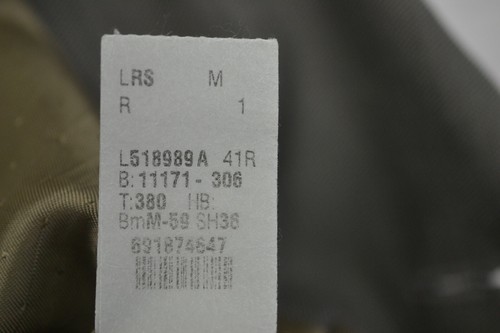 LRS M
R 1
L518989A 41R
B:11171-306
T:380 HB:
BmM-59 SH36
691874647